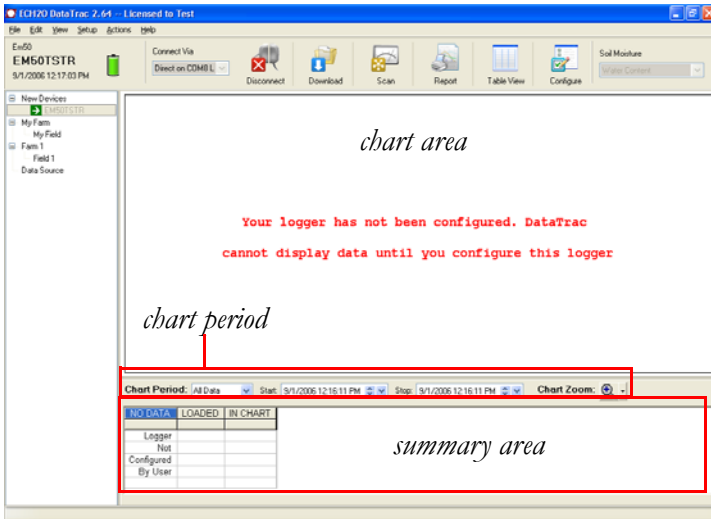 ECH2O DataTrac 2.64 -- Licensed to Test
File Edit View Setup Actions Help
Em50
EM50TSTR
9/1/2006 12:17:03 PM
Connect Via
Direct on COM8 L
Disconnect
Download
Scan
Report
Table View
Configure
Soil Moisture
Water Content
New Devices
EM50TSTR
My Farm
My Field
Farm 1
Field 1
Data Source
chart area
Your logger has not been configured. DataTrac
cannot display data until you configure this logger
chart period
Chart Period: All Data Start: 9/1/2006 12:16:11 PM Stop: 9/1/2006 12:16:11 PM Chart Zoom:
NO DATA LOADED IN CHART
Logger
Not
Configured
By User
summary area